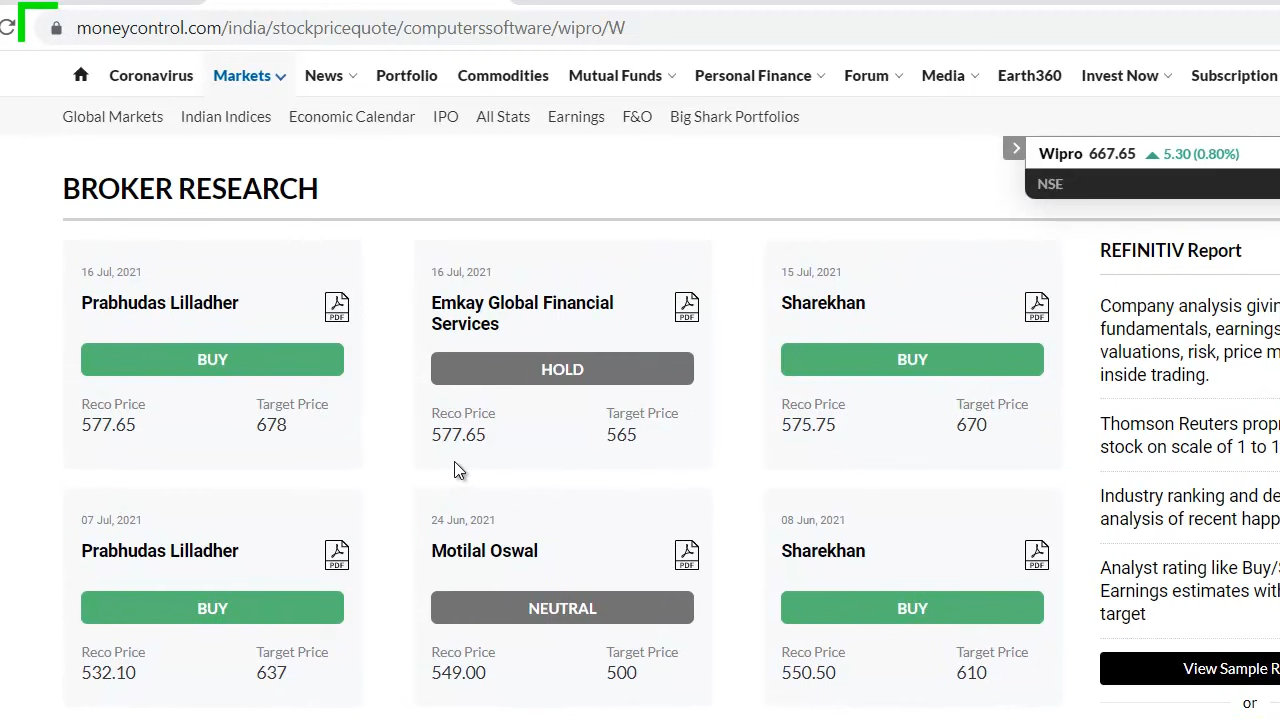 moneycontrol.com/india/stockpricequote/computerssoftware/wipro/W
Coronavirus Markets News Portfolio Commodities Mutual Funds Personal Finance Forum Media Earth360 Invest Now Subscription
Global Markets Indian Indices Economic Calendar IPO All Stats Earnings F&O Big Shark Portfolios
Wipro 667.65 5.30 (0.80%)
NSE
BROKER RESEARCH
16 Jul, 2021
Prabhudas Lilladher
PDF
BUY
Reco Price Target Price
577.65 678
16 Jul, 2021
Emkay Global Financial
Services
PDF
HOLD
Reco Price Target Price
577.65 565
15 Jul, 2021
Sharekhan
PDF
BUY
Reco Price Target Price
575.75 670
07 Jul, 2021
Prabhudas Lilladher
PDF
BUY
Reco Price Target Price
532.10 637
24 Jun, 2021
Motilal Oswal
PDF
NEUTRAL
Reco Price Target Price
549.00 500
08 Jun, 2021
Sharekhan
PDF
BUY
Reco Price Target Price
550.50 610
REFINITIV Report
Company analysis givin
fundamentals, earnings
valuations, risk, price m
inside trading.
Thomson Reuters propr
stock on scale of 1 to 1
Industry ranking and de
analysis of recent happ
Analyst rating like Buy/S
Earnings estimates with
target
View Sample R
or